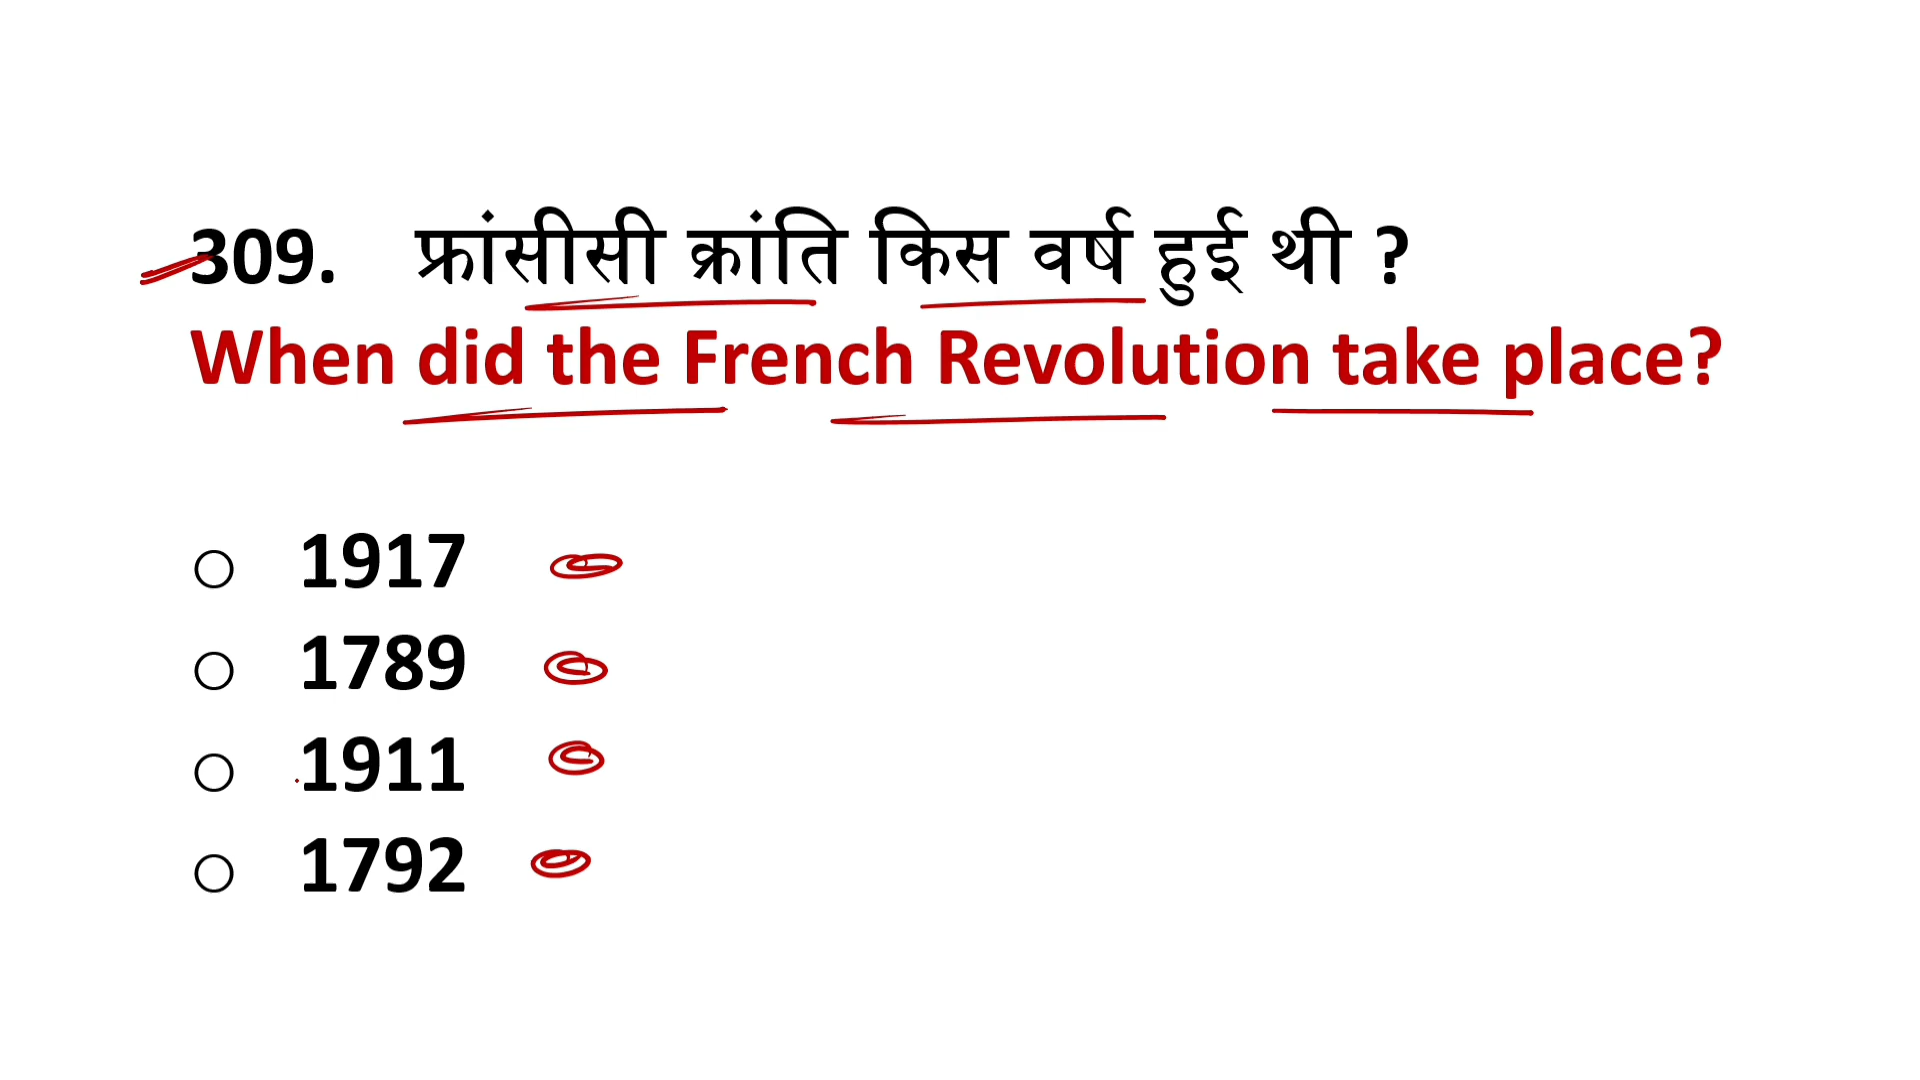 309. फ्रांसीसी क्रांति किस वर्ष हुई थी ?
When did the French Revolution take place?
1917
1789
1911
1792